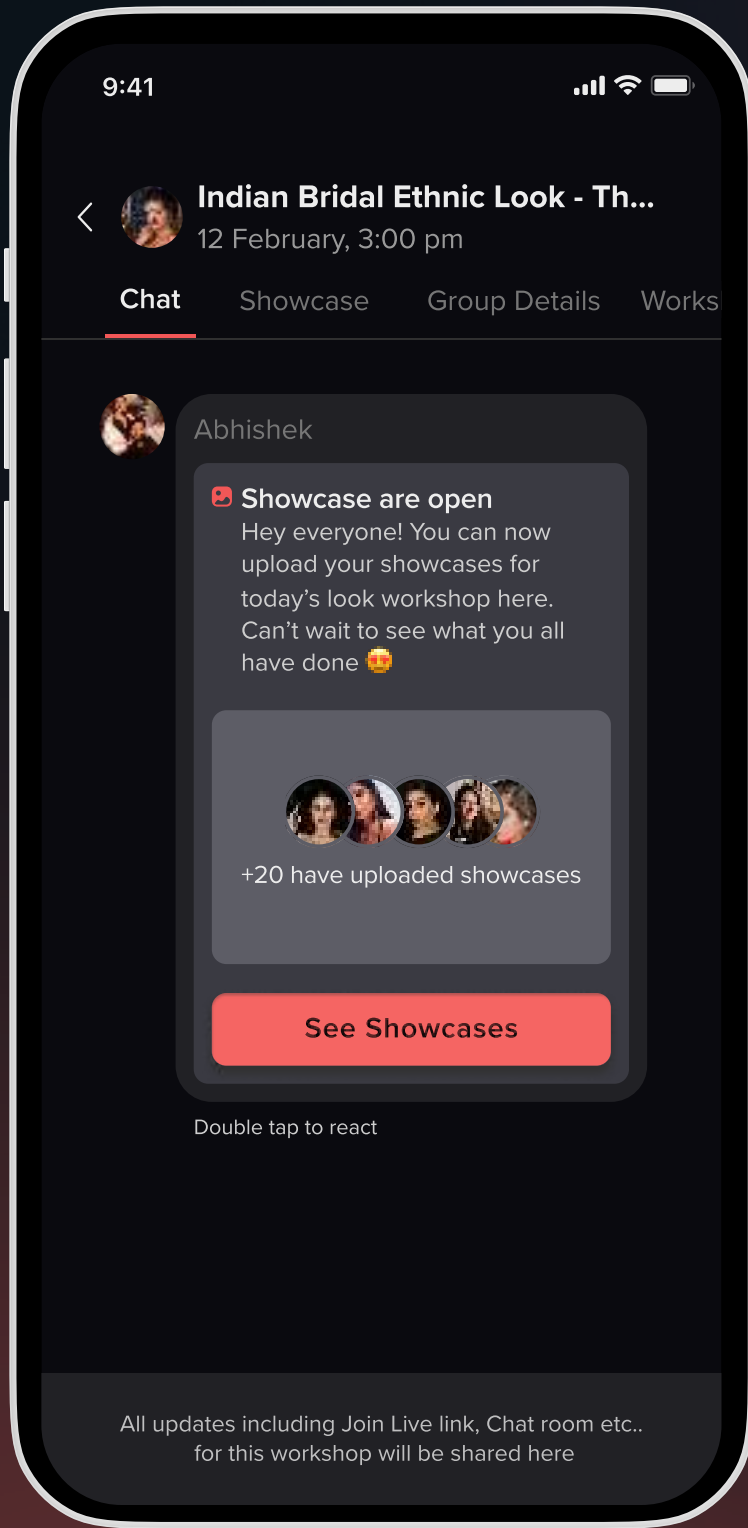 9:41
Indian Bridal Ethnic Look - Th...
12 February, 3:00 pm
Chat Showcase Group Details Works
Abhishek
Showcase are open
Hey everyone! You can now
upload your showcases for
today’s look workshop here.
Can’t wait to see what you all
have done 😍
+20 have uploaded showcases
See Showcases
Double tap to react
All updates including Join Live link, Chat room etc..
for this workshop will be shared here